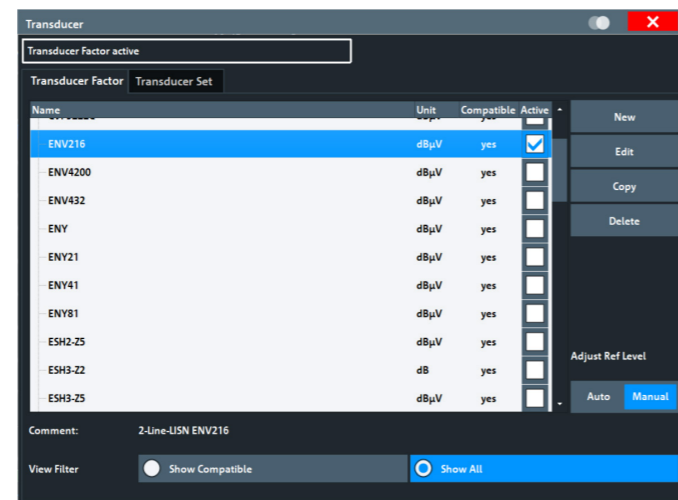 Transducer
Transducer Factor active
Transducer Factor Transducer Set
Name Unit Compatible Active
New
ENV216 dBµV yes
Edit
ENV4200 dBµV yes
Copy
ENV432 dBµV yes
ENY dBµV yes
Delete
ENY21 dBµV yes
ENY41 dBµV yes
ENY81 dBµV yes
ESH2-Z5 dBµV yes
Adjust Ref Level
ESH3-Z2 dB yes
ESH3-Z5 dBµV yes
Auto Manual
Comment: 2-Line-LISN ENV216
View Filter Show Compatible Show All